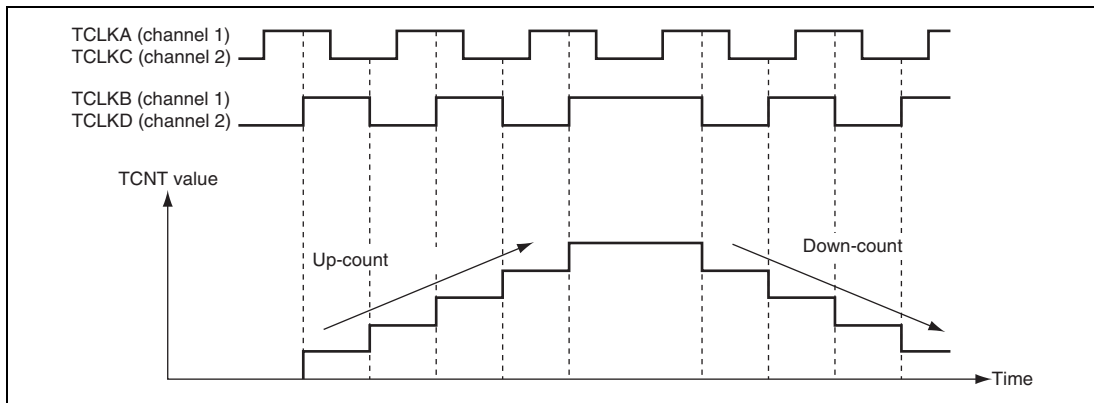 TCLKA (channel 1)
TCLKC (channel 2)
TCLKB (channel 1)
TCLKD (channel 2)
TCNT value
Up-count
Down-count
Time